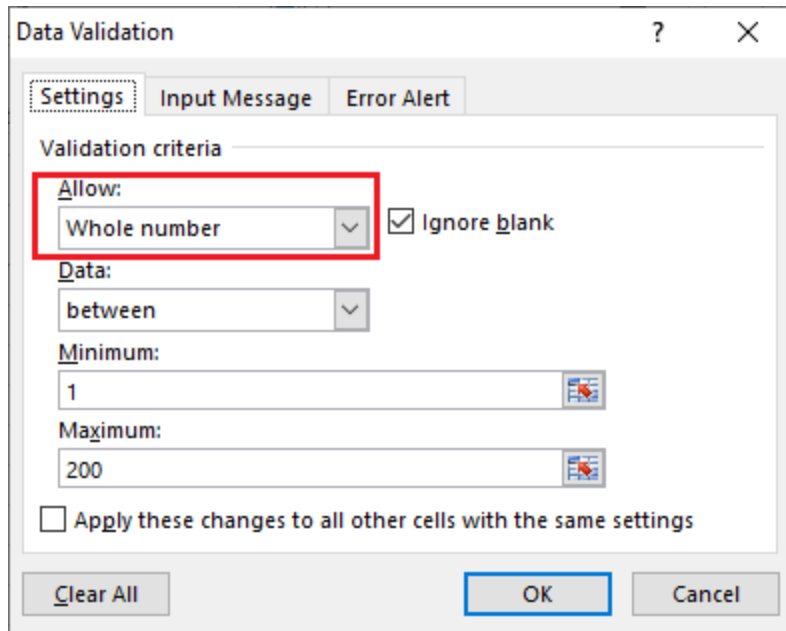 Data Validation ?
Settings Input Message Error Alert
Validation criteria
Allow:
Whole number
Ignore blank
Data:
between
Minimum:
1
Maximum:
200
Apply these changes to all other cells with the same settings
Clear All OK Cancel